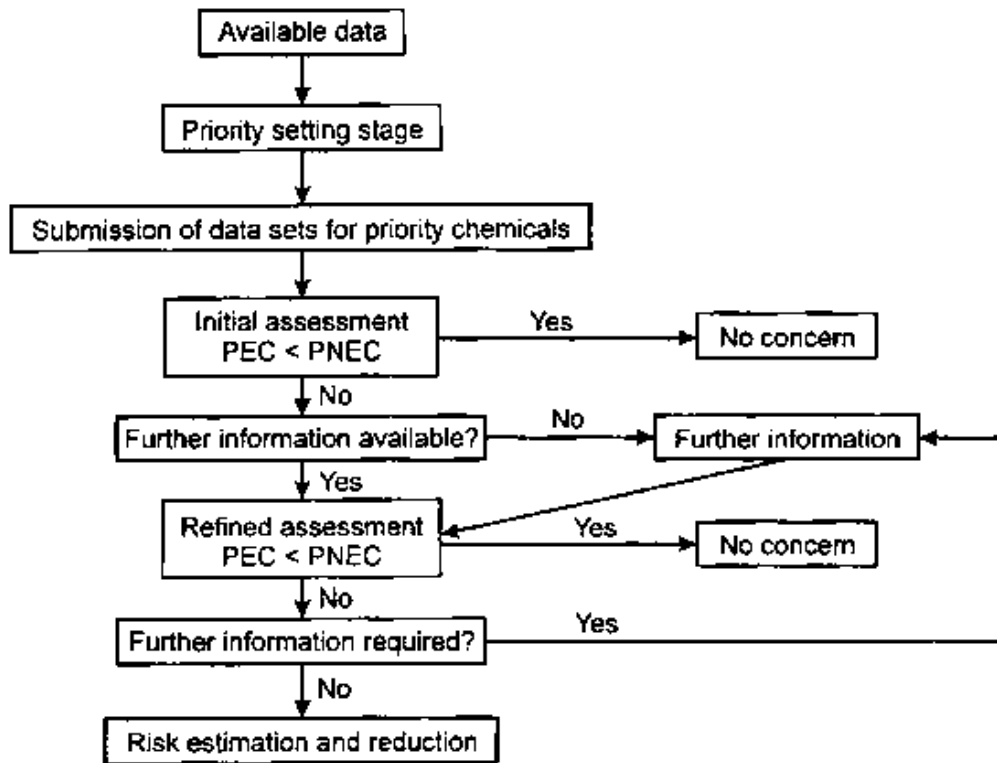 Available data
Priority setting stage
Submission of data sets for priority chemicals
Initial assessment
PEC < PNEC
Yes
No concern
No
Further information available?
No
Further information
Yes
Refined assessment
PEC < PNEC
Yes
No concern
No
Further information required?
Yes
No
Risk estimation and reduction